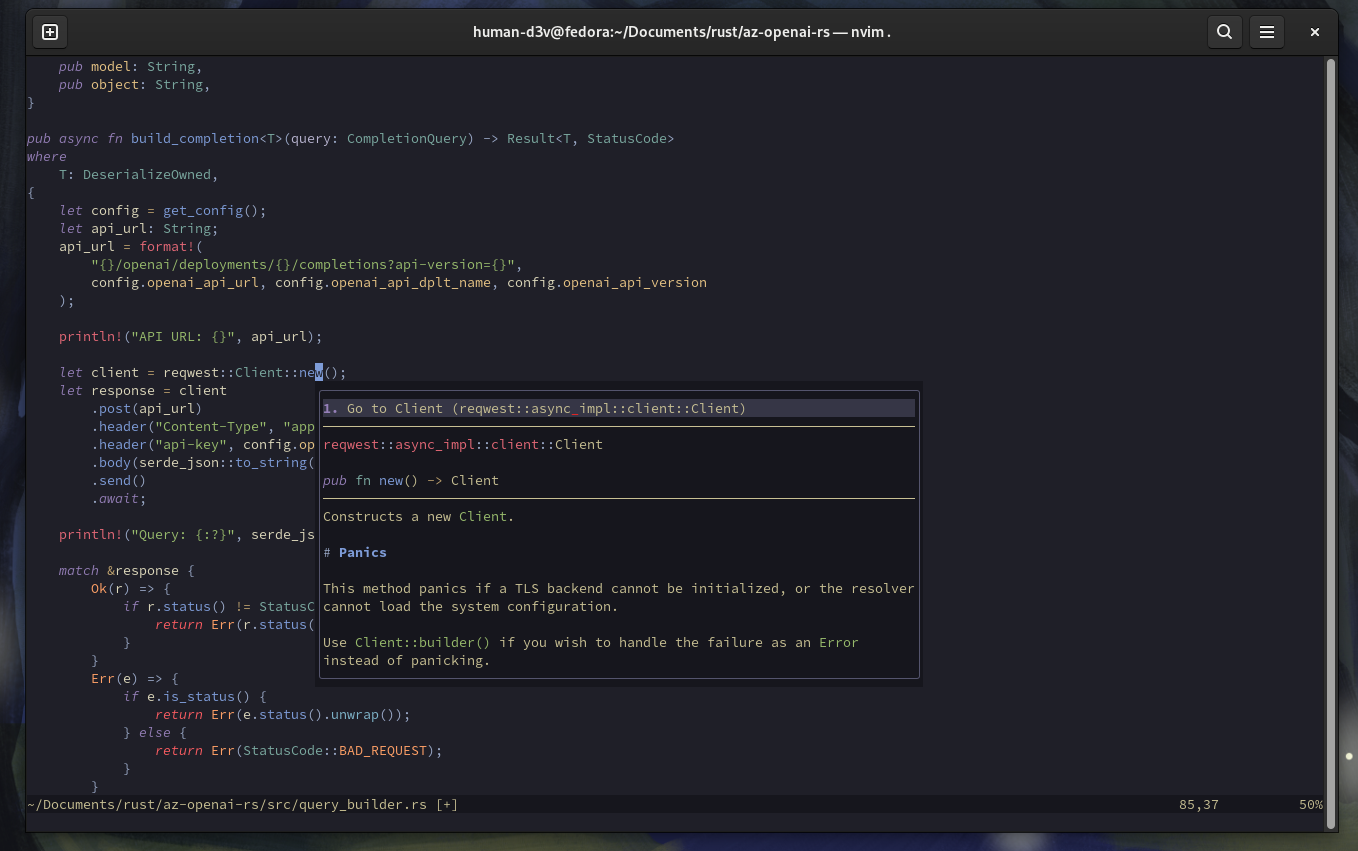 human-d3v@fedora:~/Documents/rust/az-openai-rs — nvim .
    pub model: String,
    pub object: String,
}
pub async fn build_completion<T>(query: CompletionQuery) -> Result<T, StatusCode>
where
    T: DeserializeOwned,
{
    let config = get_config();
    let api_url: String;
    api_url = format!(
        "{}/openai/deployments/{}/completions?api-version={}",
        config.openai_api_url, config.openai_api_dplt_name, config.openai_api_version
    );
    println!("API URL: {}", api_url);
    let client = reqwest::Client::new();
    let response = client
        .post(api_url)
        .header("Content-Type", "app
        .header("api-key", config.op
        .body(serde_json::to_string(
        .send()
        .await;
    println!("Query: {:?}", serde_js
    match &response {
        Ok(r) => {
            if r.status() != StatusC
                return Err(r.status(
            }
        }
        Err(e) => {
            if e.is_status() {
                return Err(e.status().unwrap());
            } else {
                return Err(StatusCode::BAD_REQUEST);
            }
        }
1. Go to Client (reqwest::async_impl::client::Client)
reqwest::async_impl::client::Client
pub fn new() -> Client
Constructs a new Client.
# Panics
This method panics if a TLS backend cannot be initialized, or the resolver
cannot load the system configuration.
Use Client::builder() if you wish to handle the failure as an Error
instead of panicking.
~/Documents/rust/az-openai-rs/src/query_builder.rs [+] 85,37 50%